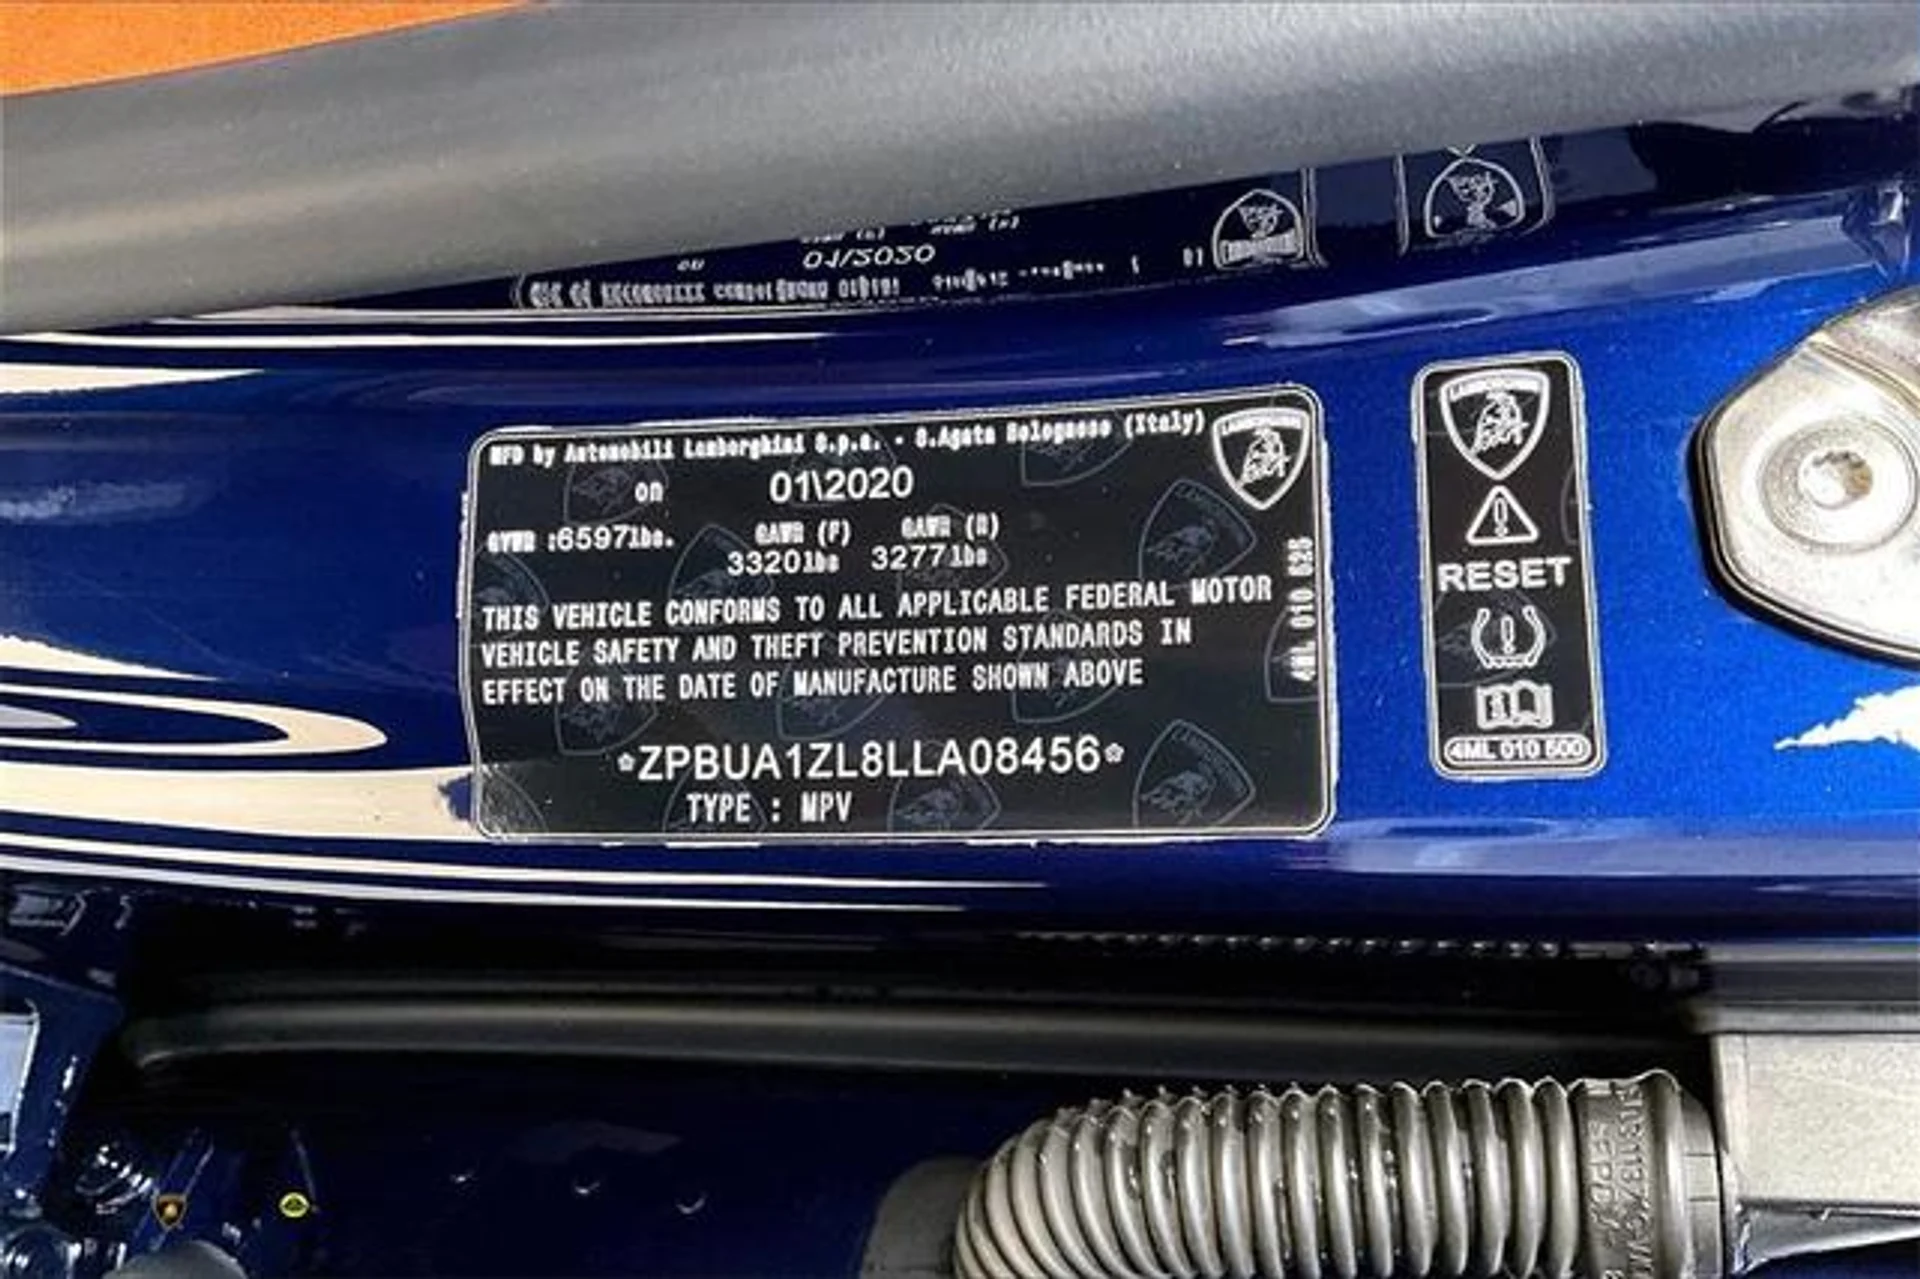 MFD by Automobili Lamborghini S.p.a. - S.Agata Bolognese (Italy)
on 01\2020
GVWR :6597lbs. GAWR (F) GAWR (R)
3320lbs 3277lbs
THIS VEHICLE CONFORMS TO ALL APPLICABLE FEDERAL MOTOR
VEHICLE SAFETY AND THEFT PREVENTION STANDARDS IN
EFFECT ON THE DATE OF MANUFACTURE SHOWN ABOVE
*ZPBUA1ZL8LLA08456*
TYPE : MPV
4ML 010 525
LAMBORGHINI
LAMBORGHINI
RESET
4ML 010 500